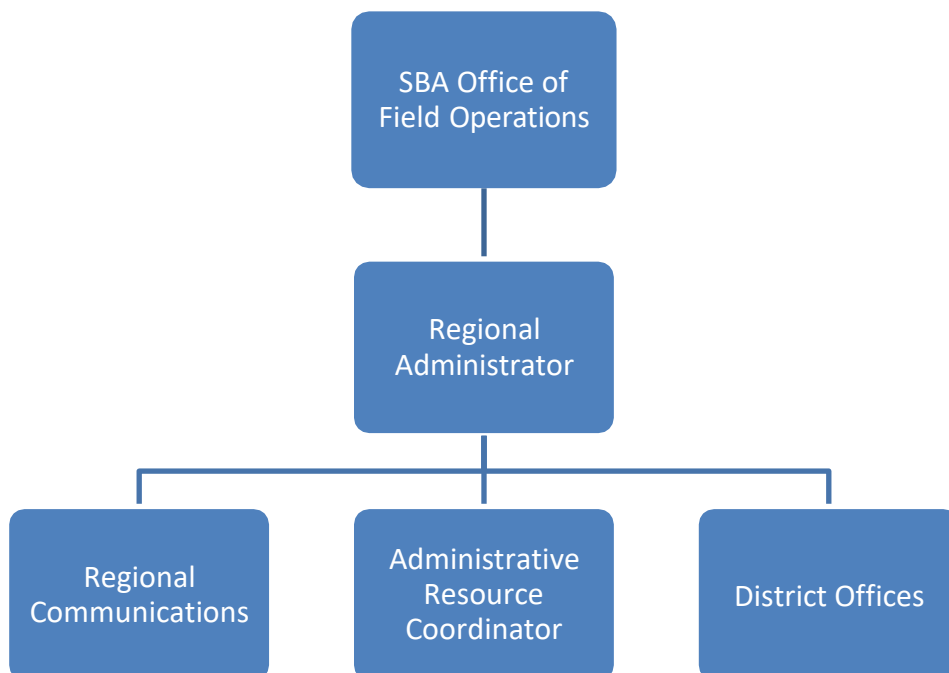 SBA Office of
Field Operations
Regional
Administrator
Regional
Communications
Administrative
Resource
Coordinator
District Offices